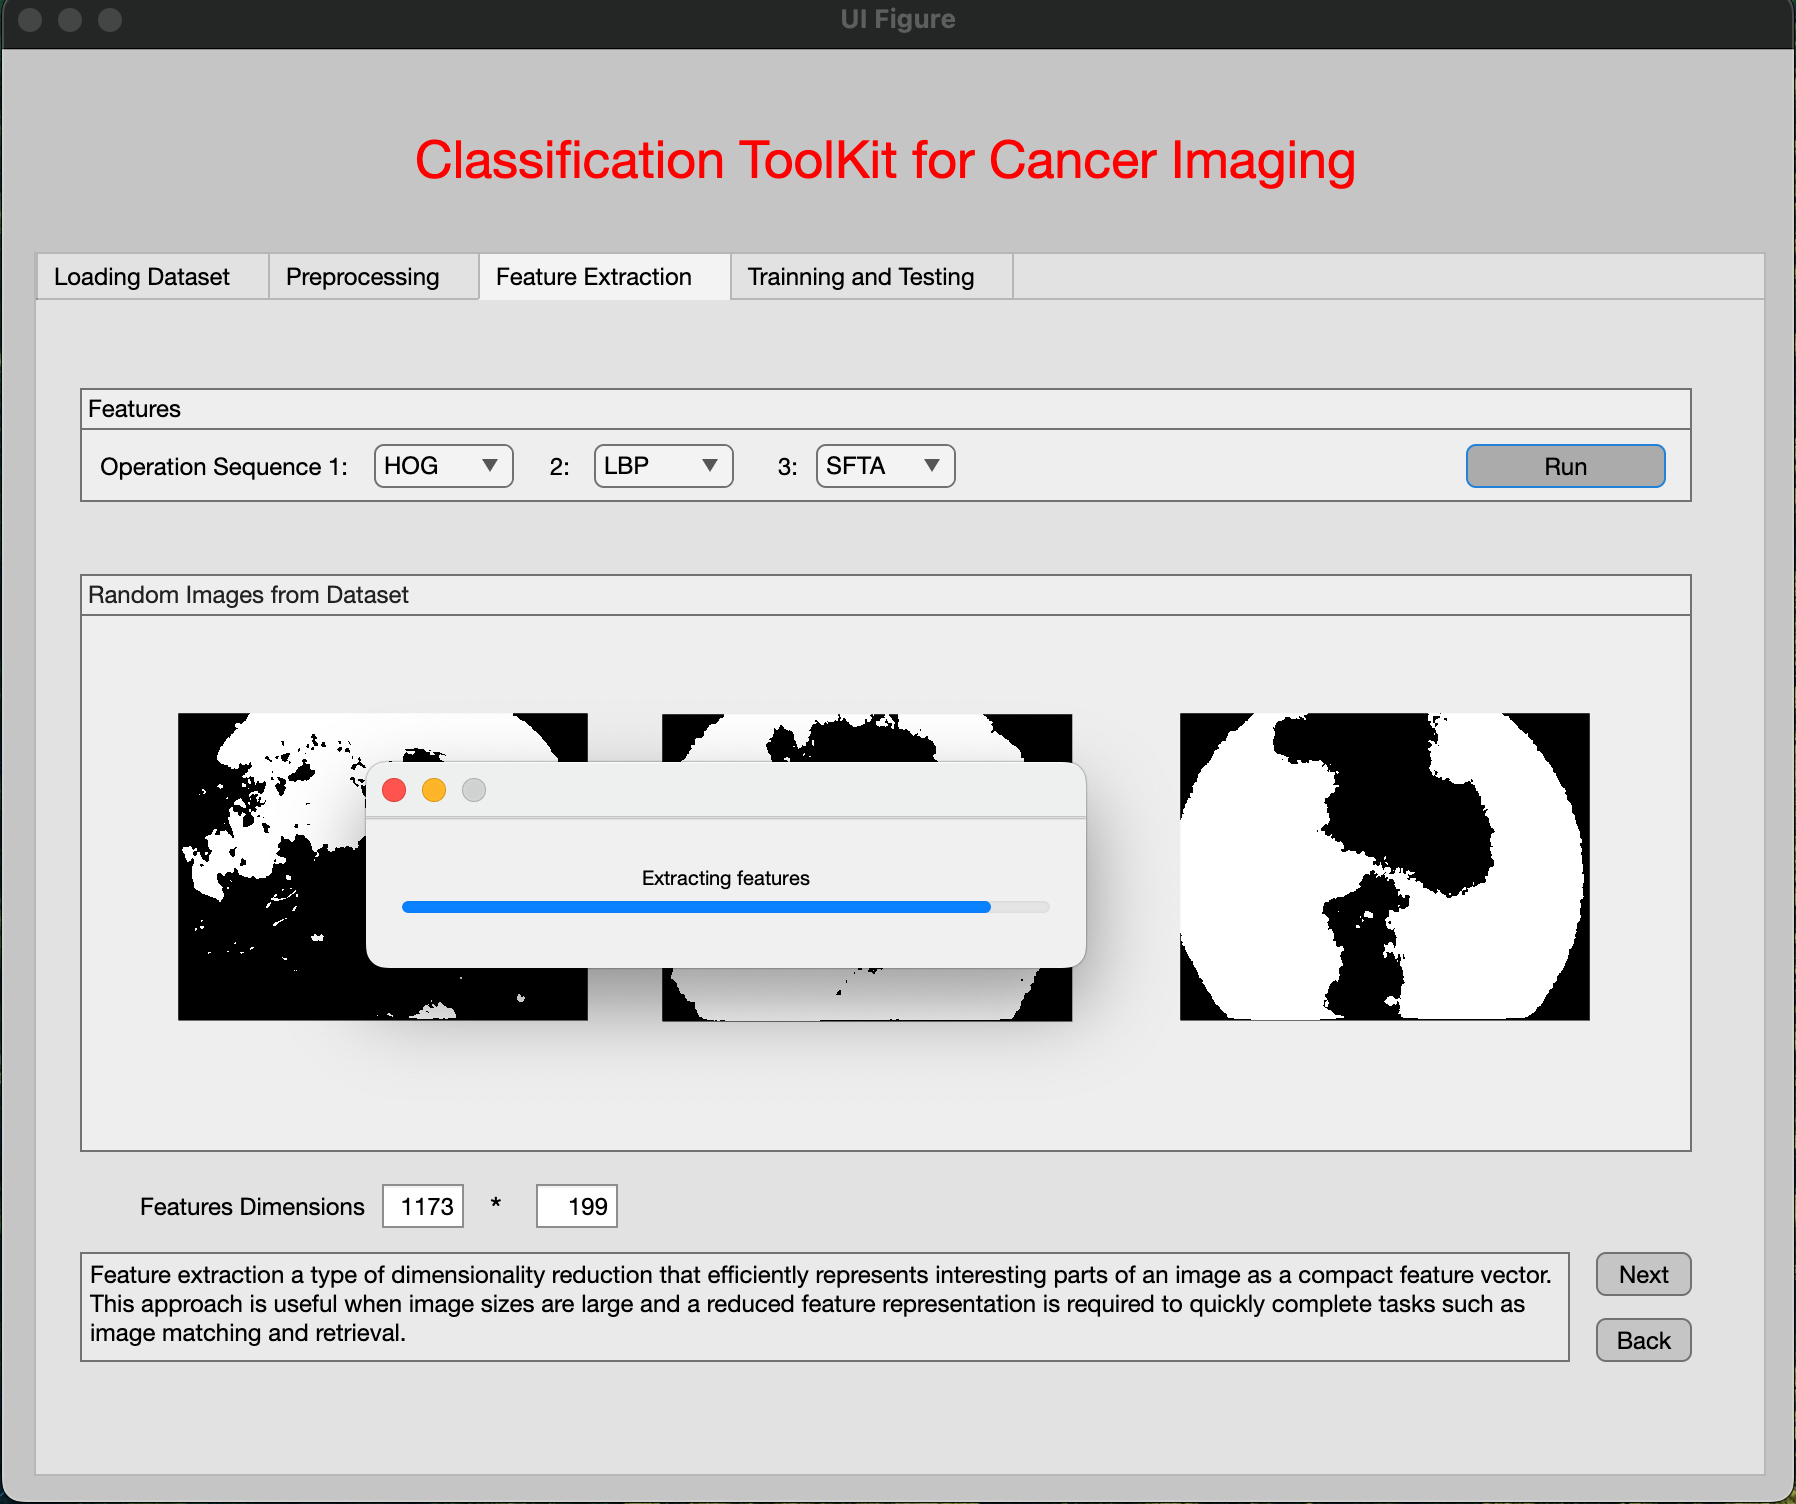 UI Figure
Classification ToolKit for Cancer Imaging
Loading Dataset
Preprocessing
Feature Extraction
Trainning and Testing
Features
Operation Sequence 1: HOG 2: LBP 3: SFTA Run
Random Images from Dataset
Extracting features
Features Dimensions 1173 * 199
Feature extraction a type of dimensionality reduction that efficiently represents interesting parts of an image as a compact feature vector.
This approach is useful when image sizes are large and a reduced feature representation is required to quickly complete tasks such as
image matching and retrieval.
Next
Back